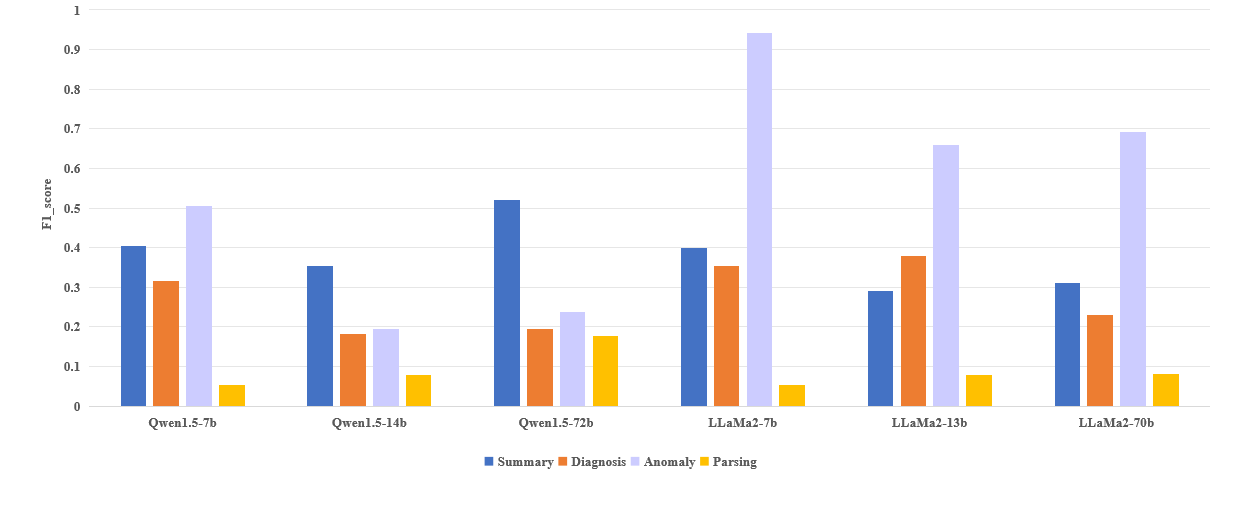 1
0.9
0.8
0.7
0.6
0.5
0.4
0.3
0.2
0.1
0
F1_score
Qwen1.5-7b
Qwen1.5-14b
Qwen1.5-72b
LLaMa2-7b
LLaMa2-13b
LLaMa2-70b
Summary Diagnosis Anomaly Parsing